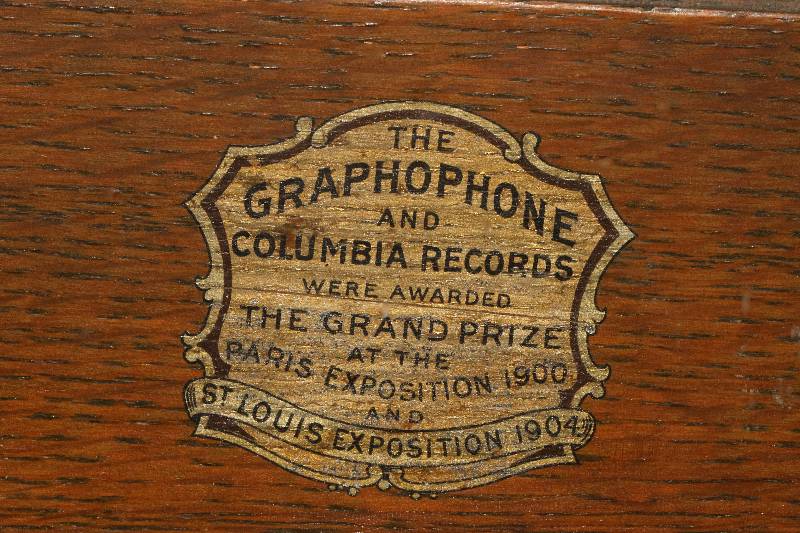 THE
GRAPHOPHONE
AND
COLUMBIA RECORDS
WERE AWARDED
THE GRAND PRIZE
AT THE
PARIS EXPOSITION 1900
AND
ST LOUIS EXPOSITION 1904